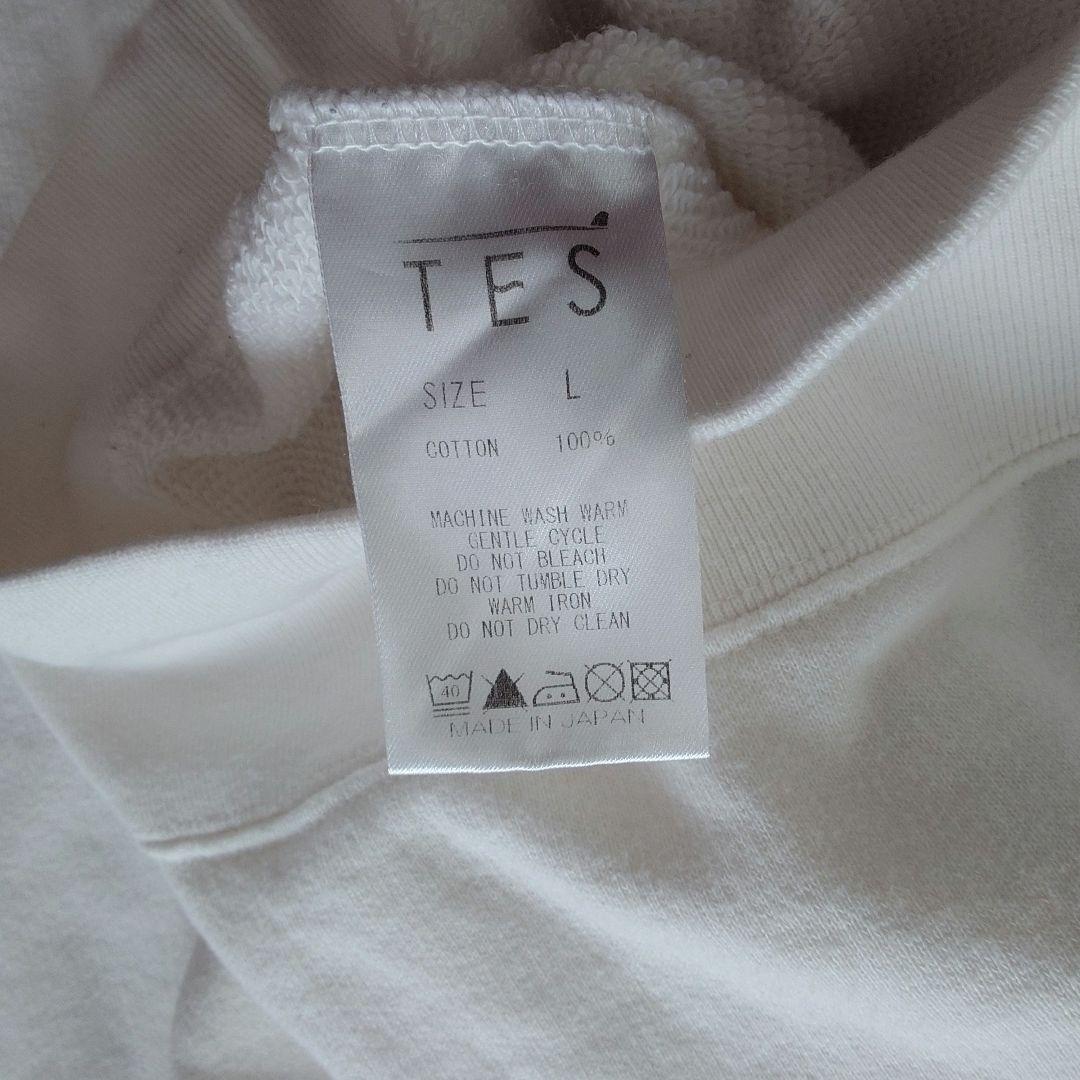 TES
SIZE L
COTTON 100%
MACHINE WASH WARM
GENTLE CYCLE
DO NOT BLEACH
DO NOT TUMBLE DRY
WARM IRON
DO NOT DRY CLEAN
40
MADE IN JAPAN